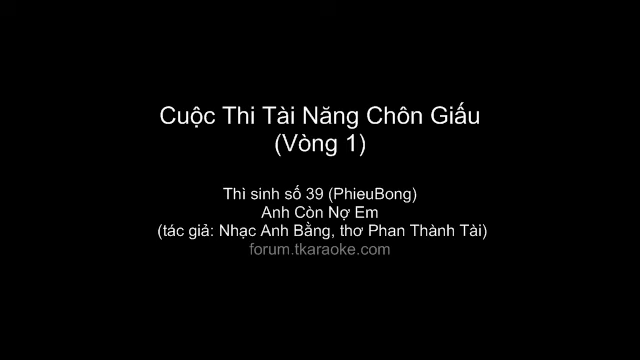 Cuộc Thi Tài Năng Chôn Giấu
(Vòng 1)
Thì sinh số 39 (PhieuBong)
Anh Còn Nợ Em
(tác giả: Nhạc Anh Bằng, thơ Phan Thành Tài)
forum.tkaraoke.com